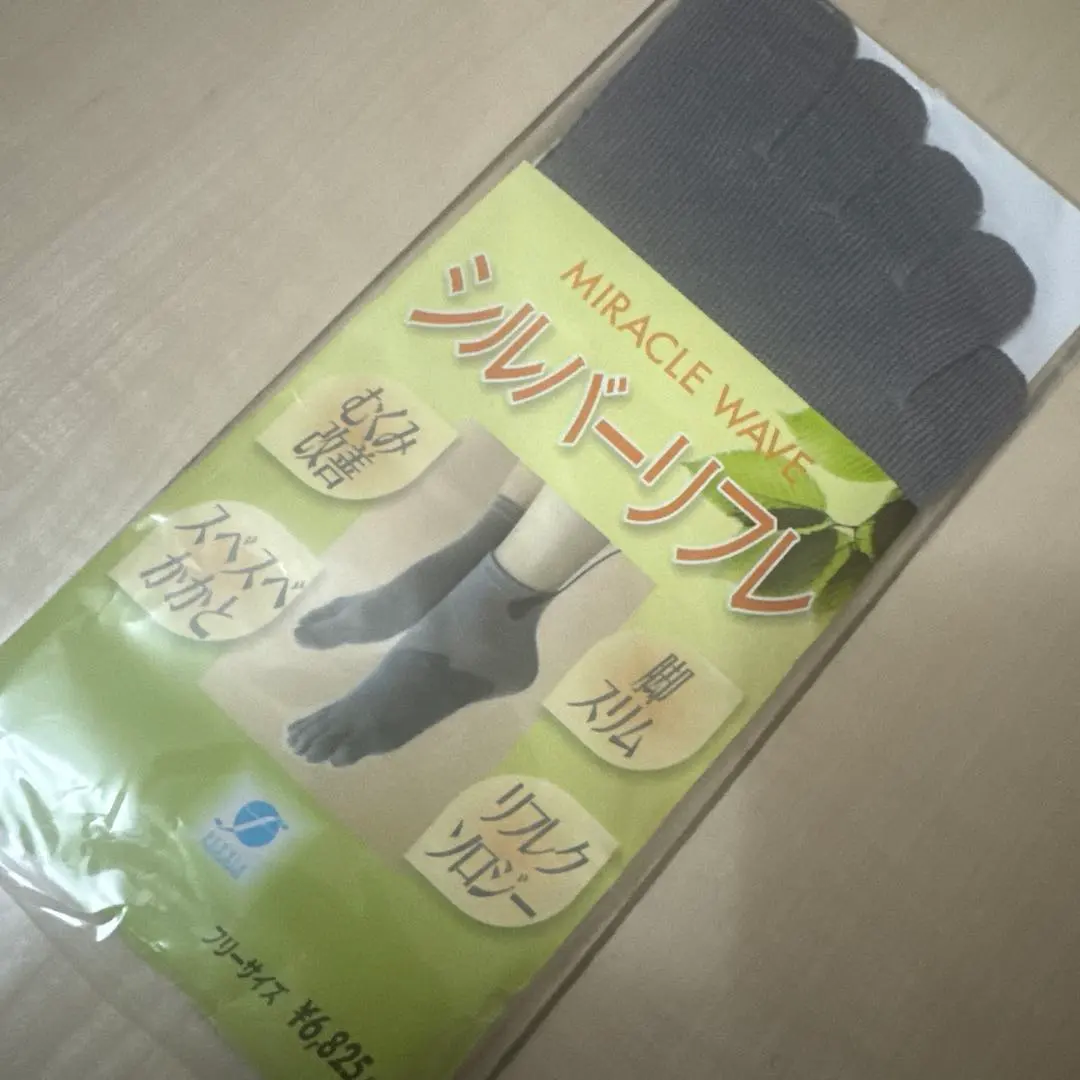 MIRACLE WAVE
シルバーリフレ
むくみ
改善
スベスベ
かかと
脚
スリム
リフレク
ソロジー
フリーサイズ ¥6,825